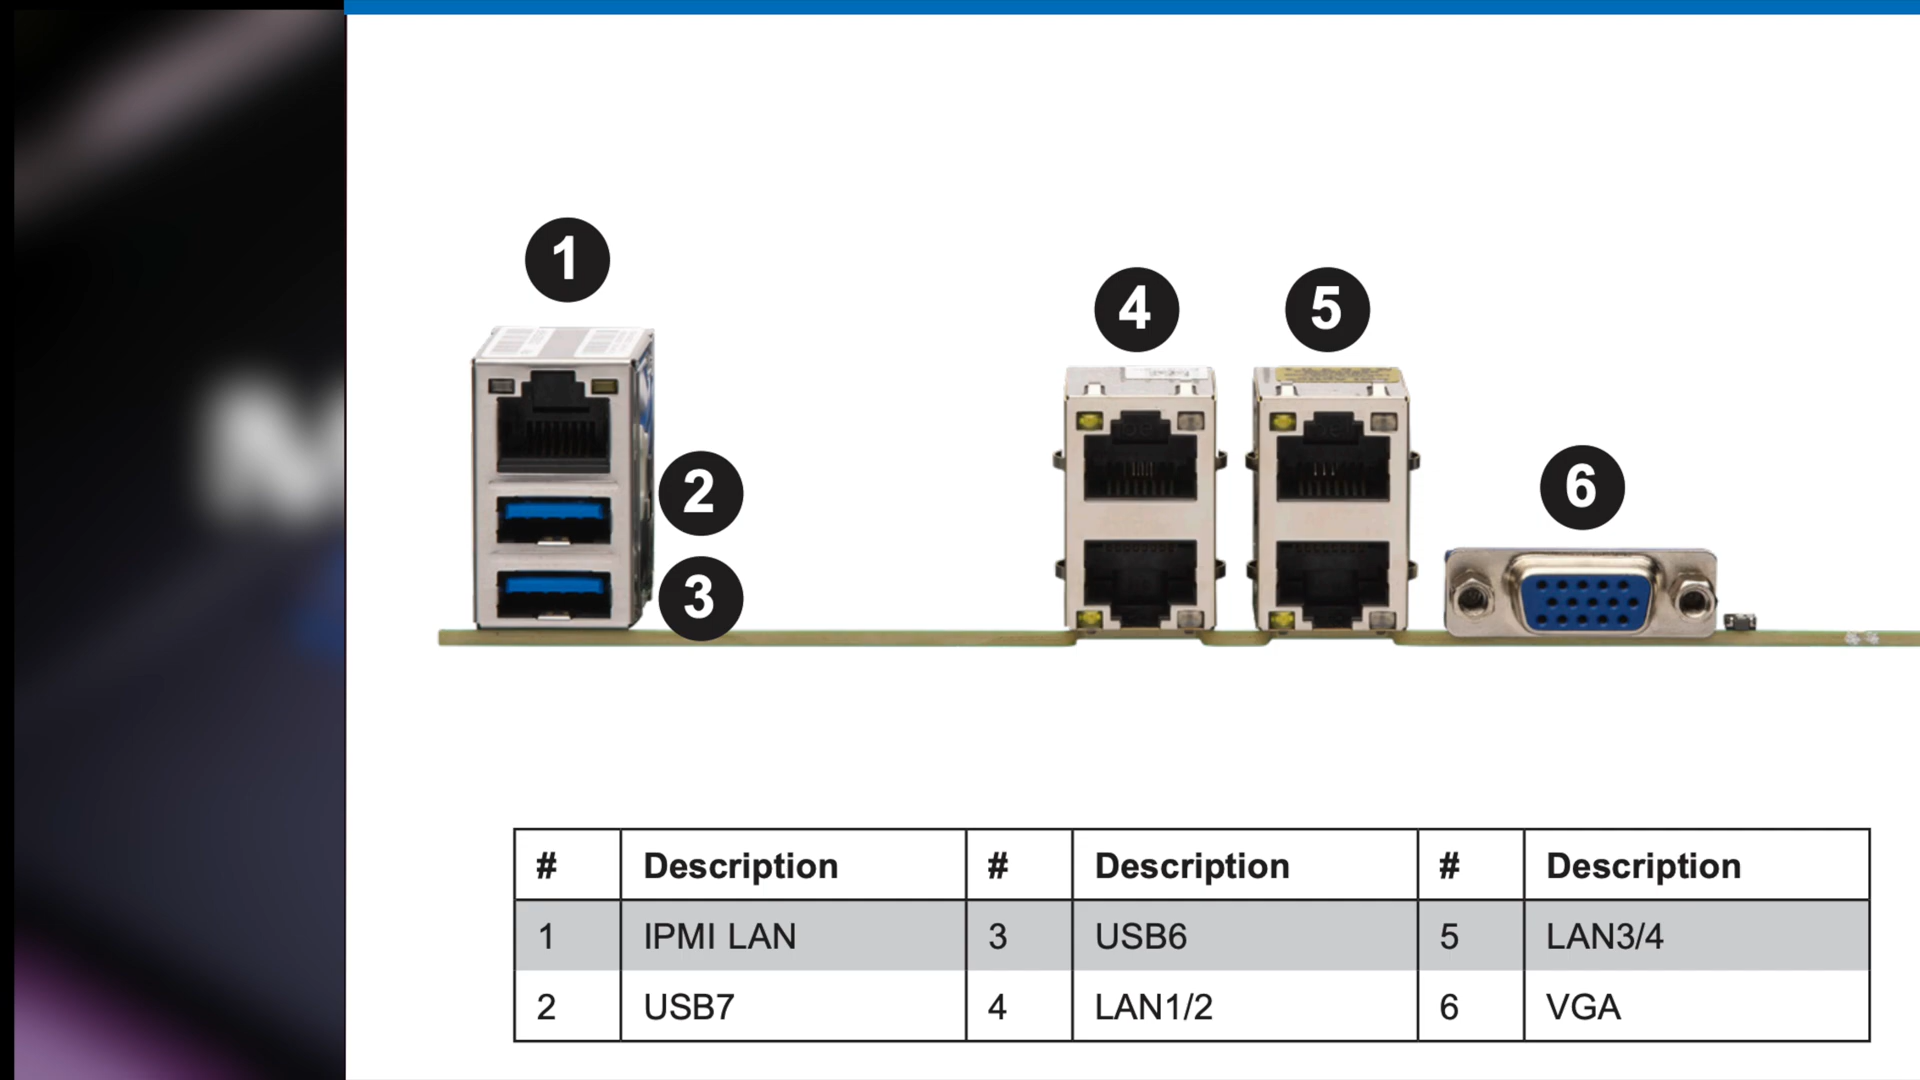 1
4
5
2
6
3
# Description # Description # Description
1 IPMI LAN 3 USB6 5 LAN3/4
2 USB7 4 LAN1/2 6 VGA